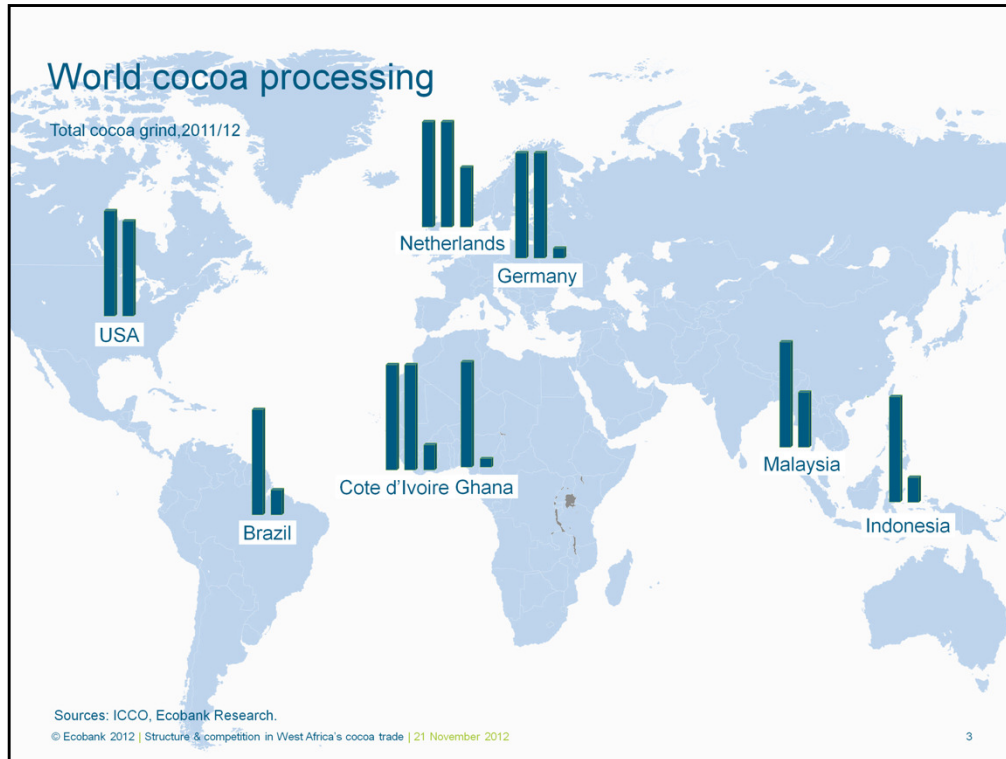 World cocoa processing
Total cocoa grind,2011/12
Netherlands
Germany
USA
Cote d’Ivoire
Ghana
Malaysia
Brazil
Indonesia
Sources: ICCO, Ecobank Research.
© Ecobank 2012 | Structure & competition in West Africa’s cocoa trade | 21 November 2012
3